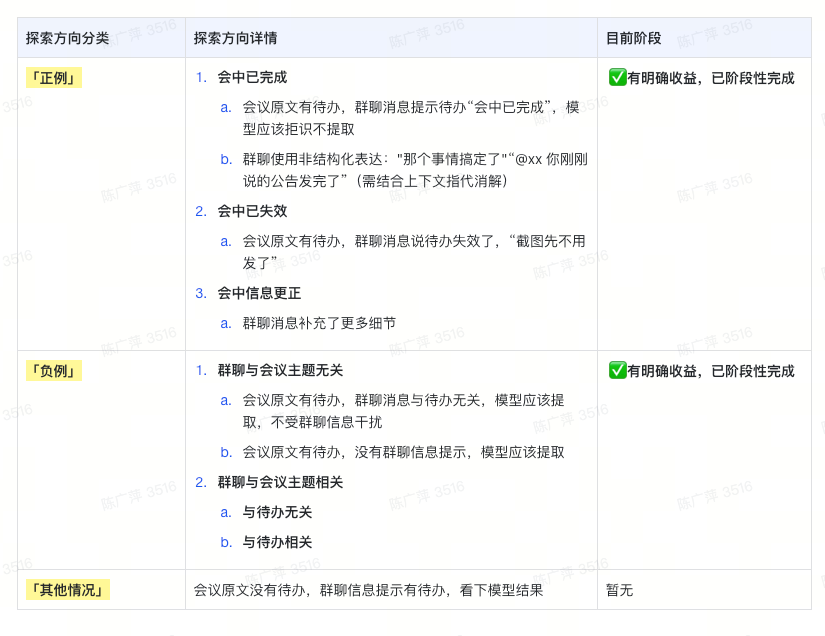 探索方向分类
探索方向详情
目前阶段
「正例」
1. 会中已完成
a. 会议原文有待办，群聊消息提示待办“会中已完成”，模
型应该拒识不提取
b. 群聊使用非结构化表达："那个事情搞定了"“@xx 你刚刚
说的公告发完了”（需结合上下文指代消解）
2. 会中已失效
a. 会议原文有待办，群聊消息说待办失效了，“截图先不用
发了”
3. 会中信息更正
a. 群聊消息补充了更多细节
✅有明确收益，已阶段性完成
「负例」
1. 群聊与会议主题无关
a. 会议原文有待办，群聊消息与待办无关，模型应该提
取，不受群聊信息干扰
b. 会议原文有待办，没有群聊信息提示，模型应该提取
2. 群聊与会议主题相关
a. 与待办无关
b. 与待办相关
✅有明确收益，已阶段性完成
「其他情况」
会议原文没有待办，群聊信息提示有待办，看下模型结果
暂无
陈广萍 3516